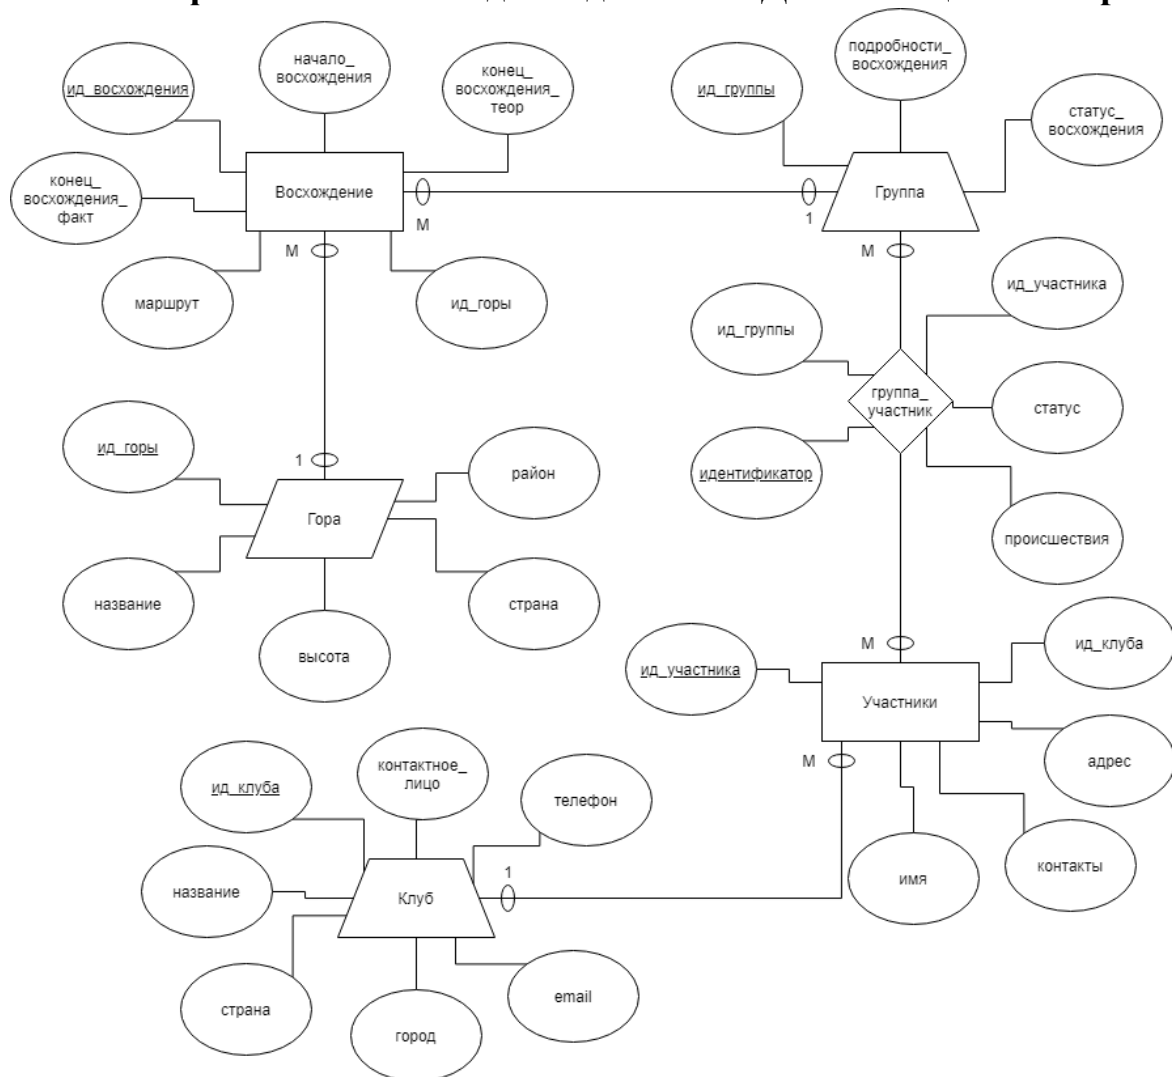 начало_
восхождения
подробности_
восхождения
ид_восхождения
конец_
восхождения_
теор
ид_группы
статус_
восхождения
конец_
восхождения_
факт
Восхождение
Группа
М
1
М
М
маршрут
ид_горы
ид_участника
ид_группы
группа_
участник
статус
ид_горы
1
район
идентификатор
Гора
происшествия
название
страна
высота
М
ид_участника
ид_клуба
Участники
М
адрес
контактное_
лицо
ид_клуба
телефон
контакты
имя
1
название
Клуб
страна
email
город